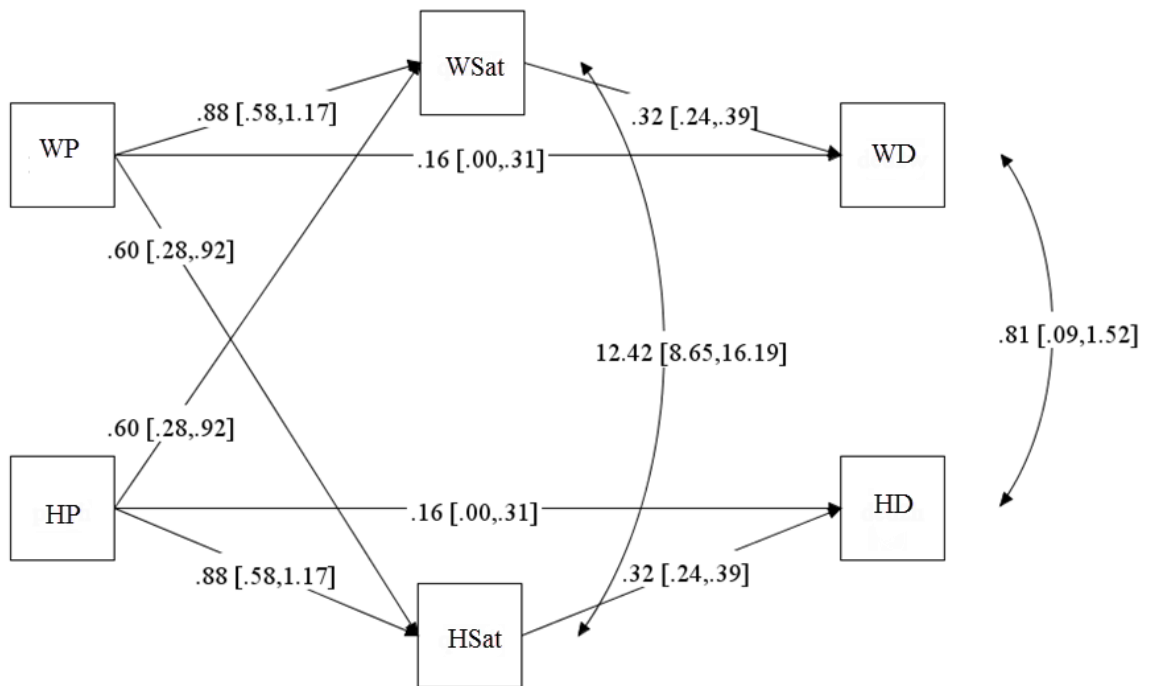 WSat
.88 [.58,1.17]
.32 [.24,.39]
WP
.16 [.00,.31]
WD
.60 [.28,.92]
.81 [.09,1.52]
12.42 [8.65,16.19]
.60 [.28,.92]
HP
.16 [.00,.31]
HD
.88 [.58,1.17]
.32 [.24,.39]
HSat